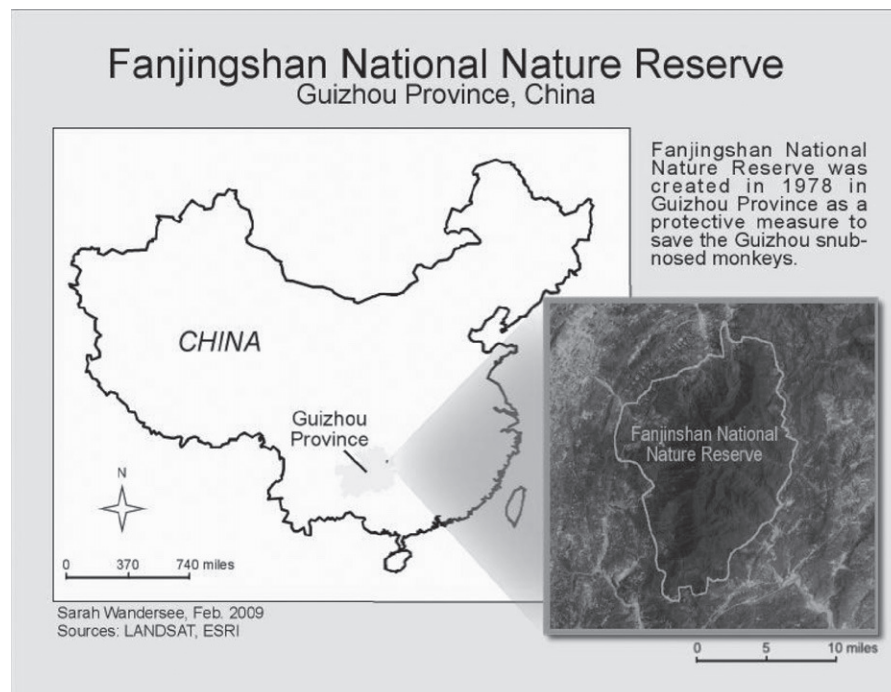 Fanjingshan National Nature Reserve
Guizhou Province, China
Fanjingshan National
Nature Reserve was
created in 1978 in
Guizhou Province as a
protective measure to
save the Guizhou snub-
nosed monkeys.
CHINA
Guizhou
Province
Fanjinshan National
Nature Reserve
N
0 370 740 miles
Sarah Wandersee, Feb. 2009
Sources: LANDSAT, ESRI
0 5 10 miles